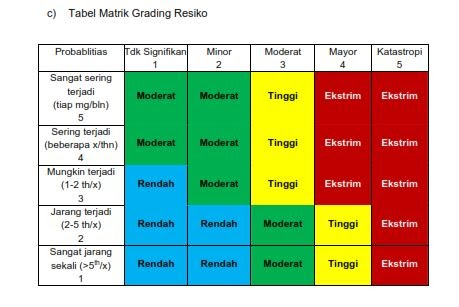 c) Tabel Matrik Grading Resiko
Probablitias Tdk Signifikan Minor Moderat Mayor Katastropi
1 2 3 4 5
Sangat sering
terjadi
(tiap mg/bln)
5
Moderat Moderat Tinggi Ekstrim Ekstrim
Sering terjadi
(beberapa x/thn)
4
Moderat Moderat Tinggi Ekstrim Ekstrim
Mungkin terjadi
(1-2 th/x)
3
Rendah Moderat Tinggi Ekstrim Ekstrim
Jarang terjadi
(2-5 th/x)
2
Rendah Rendah Moderat Tinggi Ekstrim
Sangat jarang
sekali (>5th/x)
1
Rendah Rendah Moderat Tinggi Ekstrim